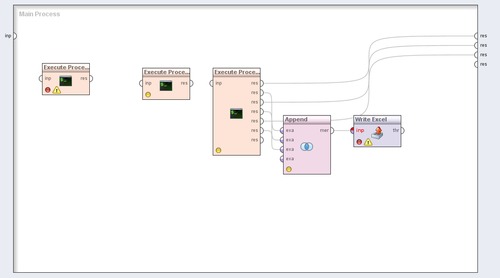 Main Process
inp
res
res
res
res
Execute Proce...
inp
res
Execute Proce...
inp
res
Execute Proce...
inp
res
res
res
res
res
res
res
Append
exa
exa
exa
exa
mer
Write Excel
inp
thr